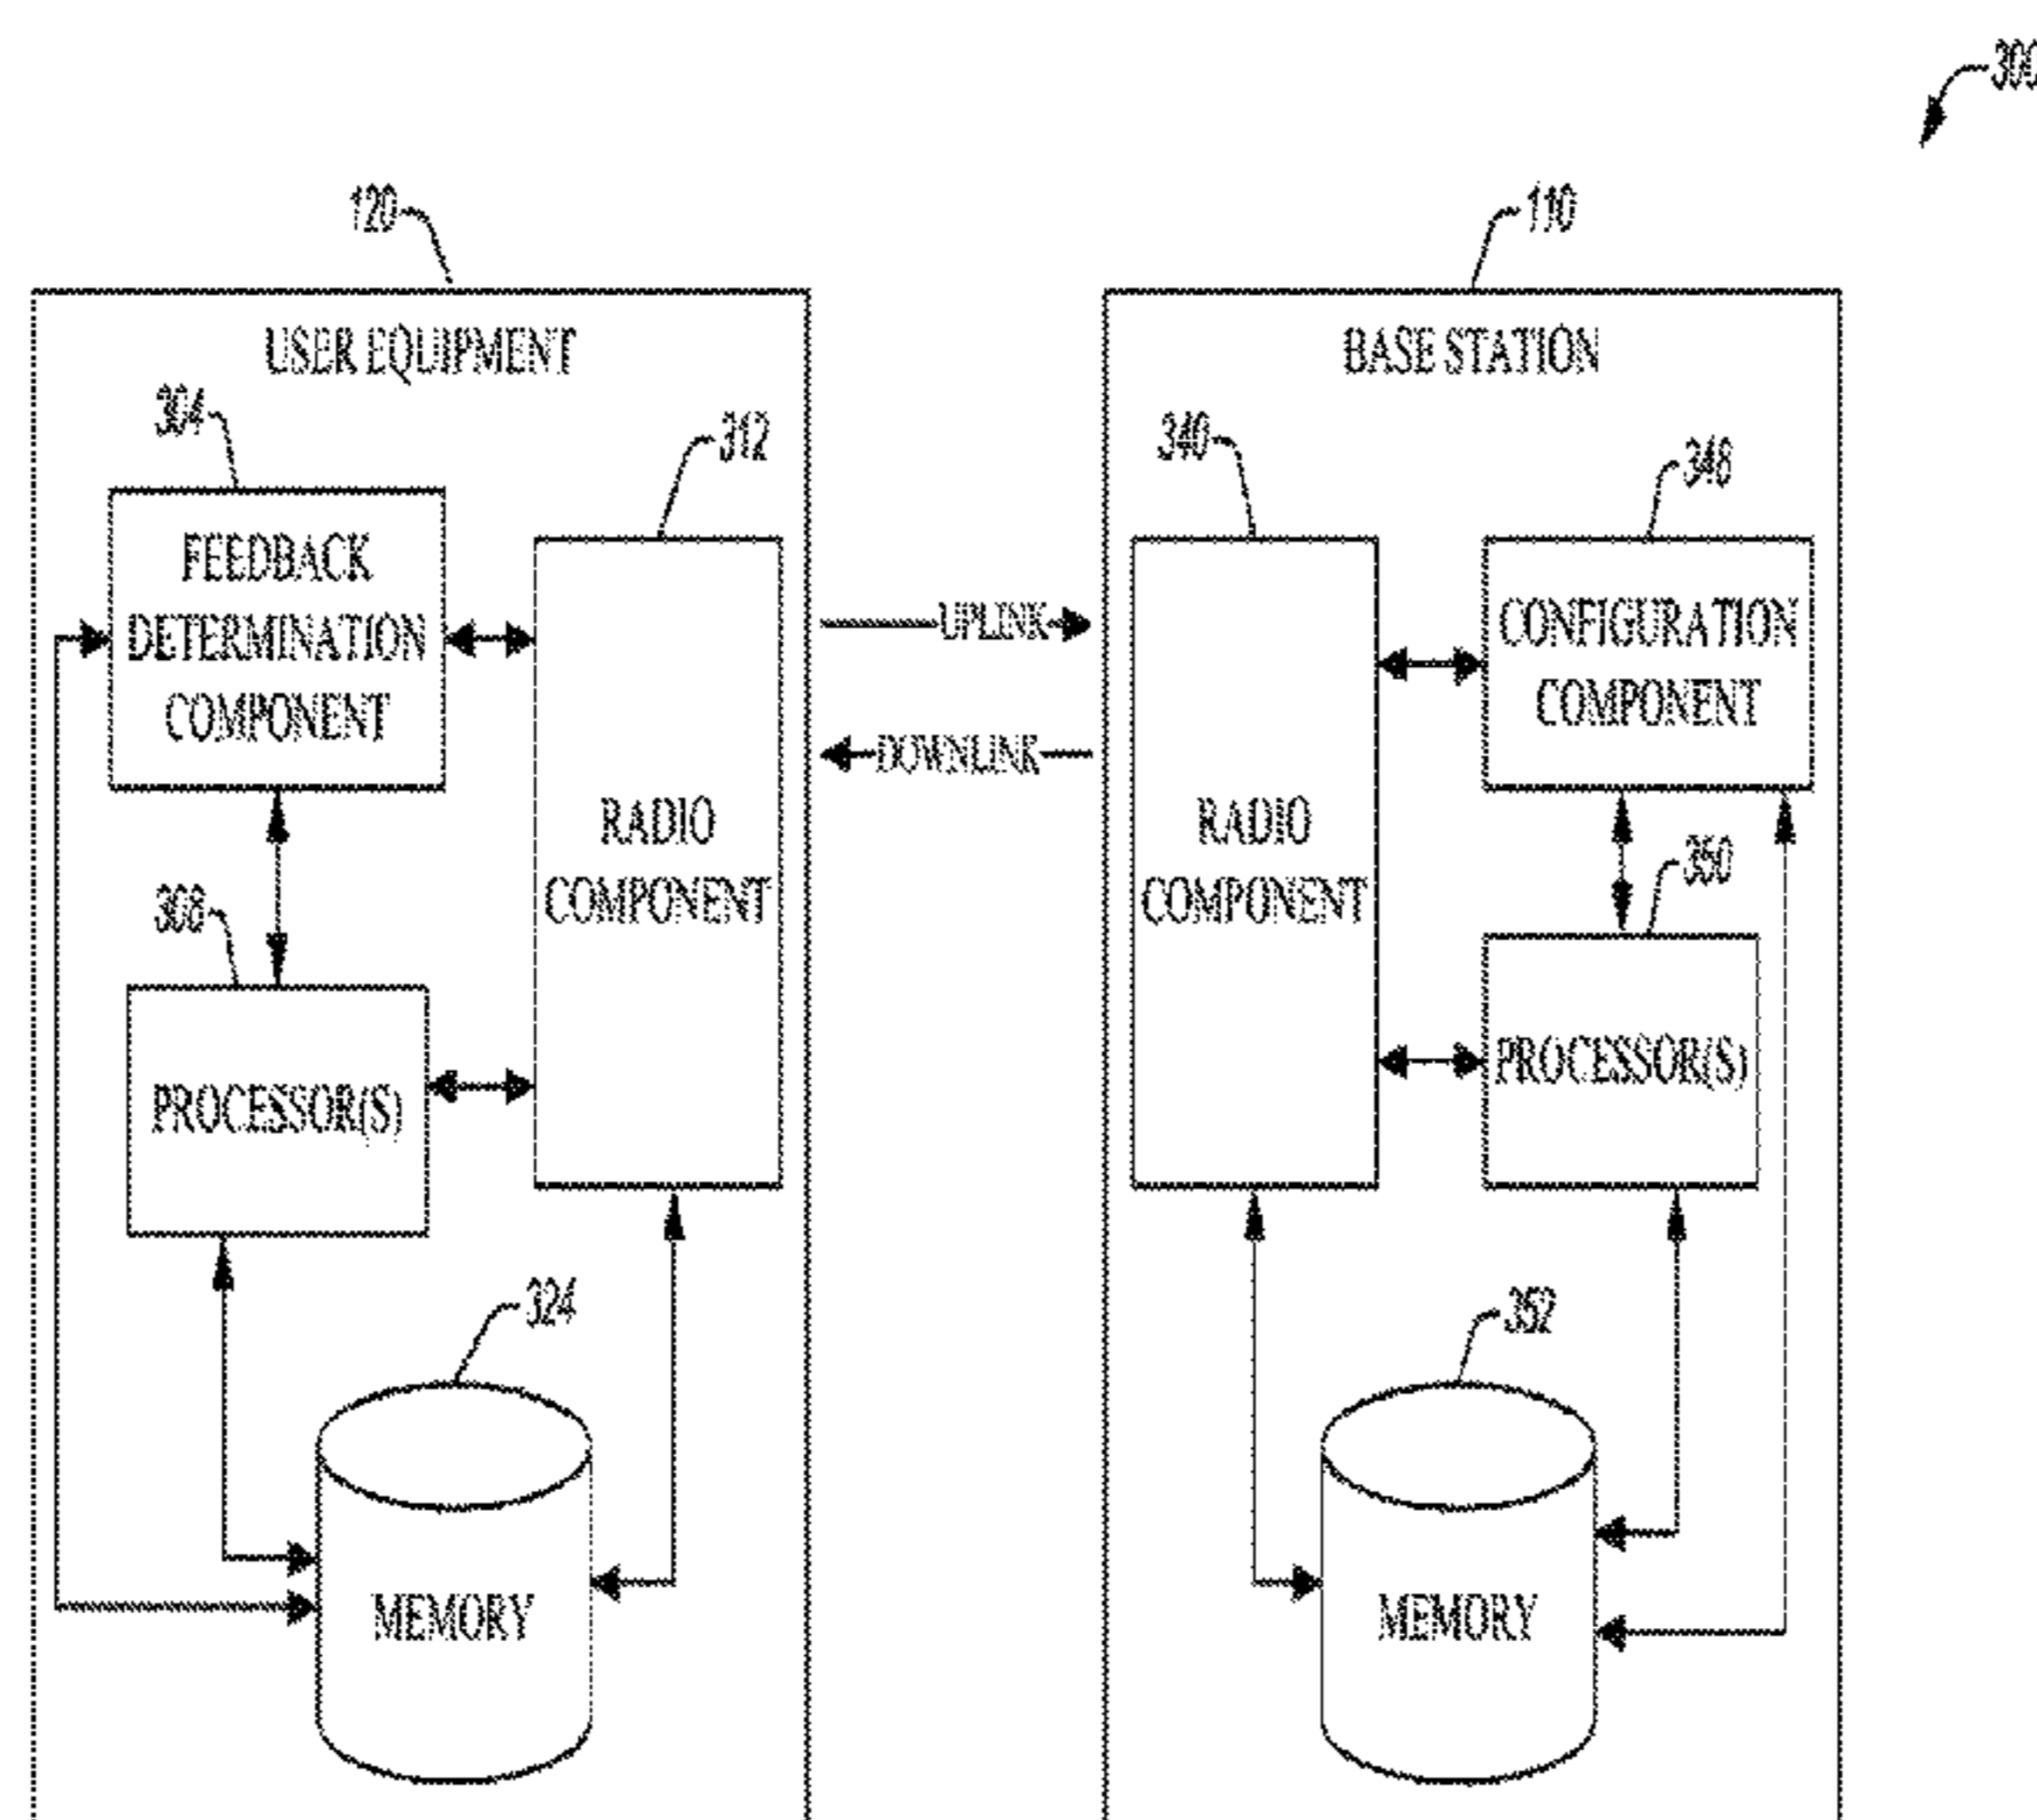 300
120
110
USER EQUIPMENT
BASE STATION
304
312
340
348
FEEDBACK
DETERMINATION
COMPONENT
UPLINK
CONFIGURATION
COMPONENT
DOWNLINK
RADIO
COMPONENT
RADIO
COMPONENT
350
308
PROCESSOR(S)
PROCESSOR(S)
324
352
MEMORY
MEMORY